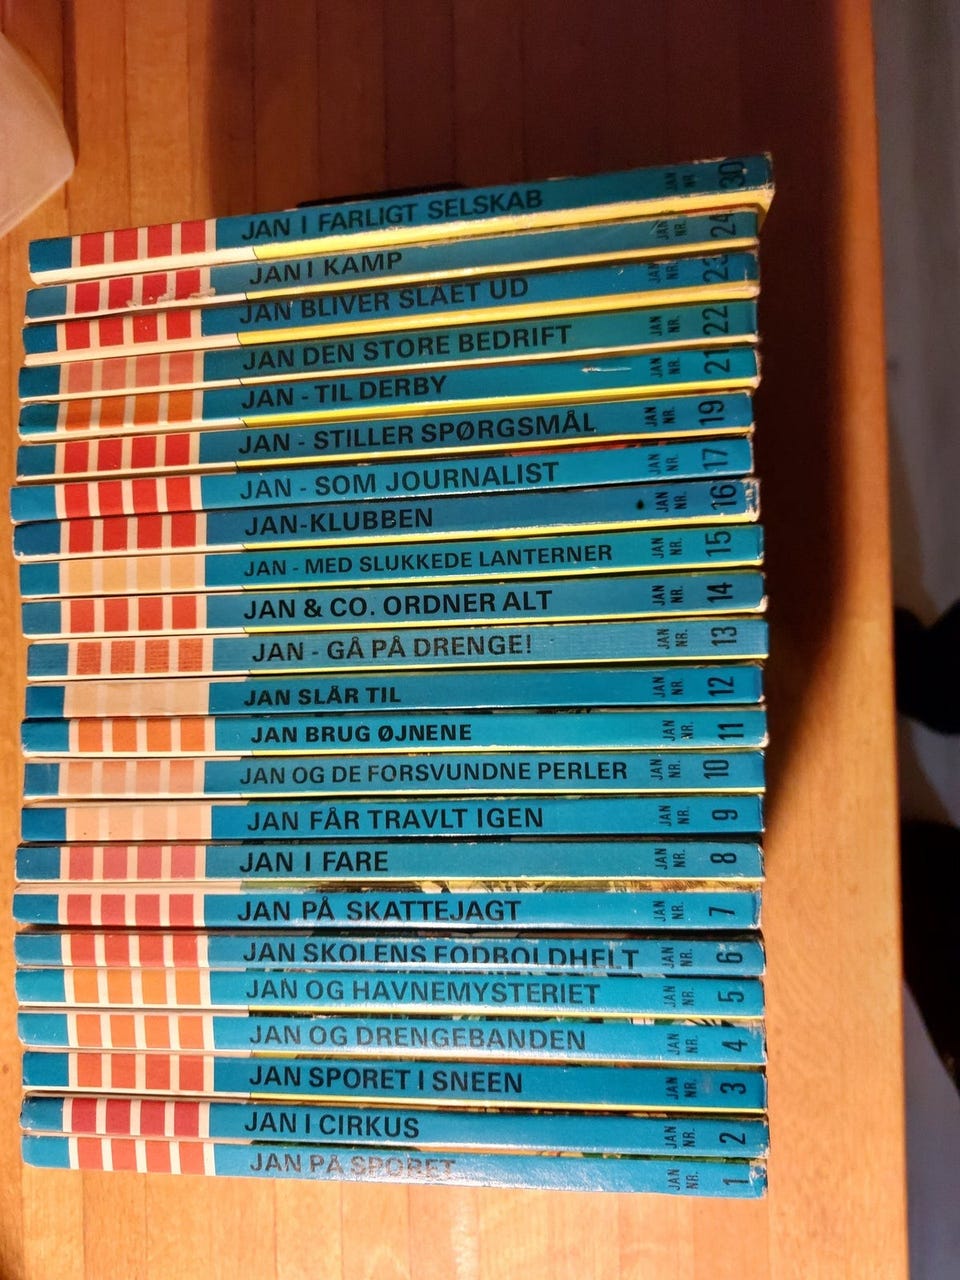 JAN I FARLIGT SELSKAB JAN NR. 30
JAN I KAMP JAN NR. 24
JAN BLIVER SLÅET UD JAN NR. 23
JAN DEN STORE BEDRIFT JAN NR. 22
JAN - TIL DERBY JAN NR. 21
JAN - STILLER SPØRGSMÅL JAN NR. 19
JAN - SOM JOURNALIST JAN NR. 17
JAN-KLUBBEN JAN NR. 16
JAN - MED SLUKKEDE LANTERNER JAN NR. 15
JAN & CO. ORDNER ALT JAN NR. 14
JAN - GÅ PÅ DRENGE! JAN NR. 13
JAN SLÅR TIL JAN NR. 12
JAN BRUG ØJNENE JAN NR. 11
JAN OG DE FORSVUNDNE PERLER JAN NR. 10
JAN FÅR TRAVLT IGEN JAN NR. 9
JAN I FARE JAN NR. 8
JAN PÅ SKATTEJAGT JAN NR. 7
JAN SKOLENS FODBOLDHELT JAN NR. 6
JAN OG HAVNEMYSTERIET JAN NR. 5
JAN OG DRENGEBANDEN JAN NR. 4
JAN SPORET I SNEEN JAN NR. 3
JAN I CIRKUS JAN NR. 2
JAN PÅ SPORET JAN NR. 1